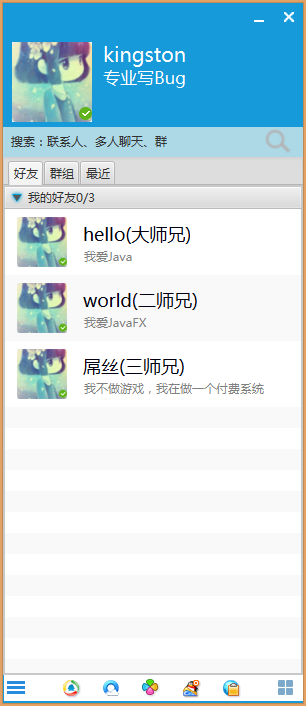 kingston
专业写Bug
搜索：联系人、多人聊天、群
好友 群组 最近
我的好友0/3
hello(大师兄)
我爱Java
world(二师兄)
我爱JavaFX
屌丝(三师兄)
我不做游戏，我在做一个付费系统